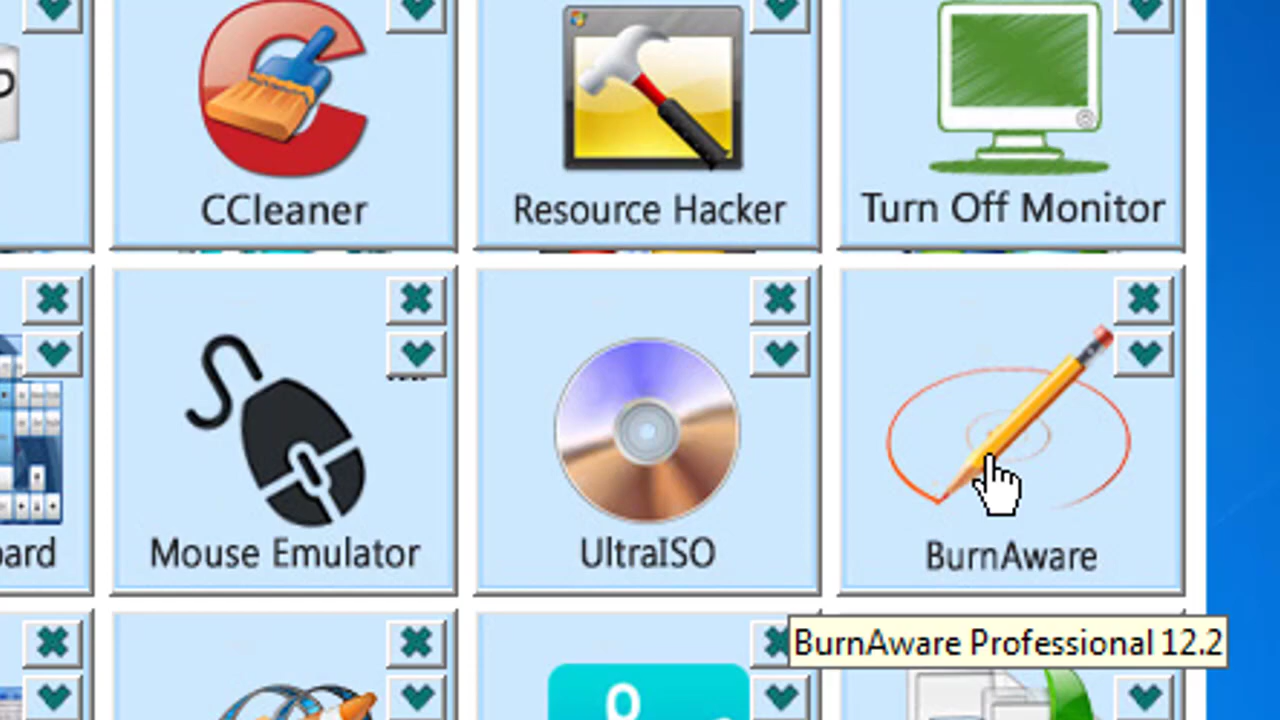 CCleaner
Resource Hacker
Turn Off Monitor
Mouse Emulator
UltraISO
BurnAware
BurnAware Professional 12.2